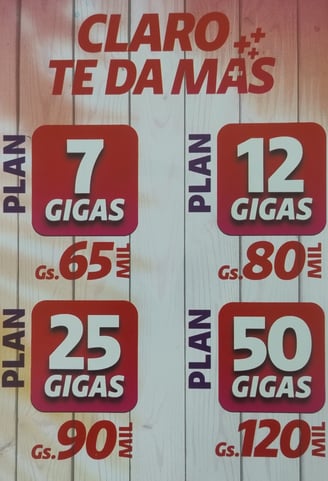 CLARO
TE DA MÁS
PLAN
7
GIGAS
Gs. 65 MIL
PLAN
12
GIGAS
Gs. 80 MIL
PLAN
25
GIGAS
Gs. 90 MIL
PLAN
50
GIGAS
Gs. 120 MIL